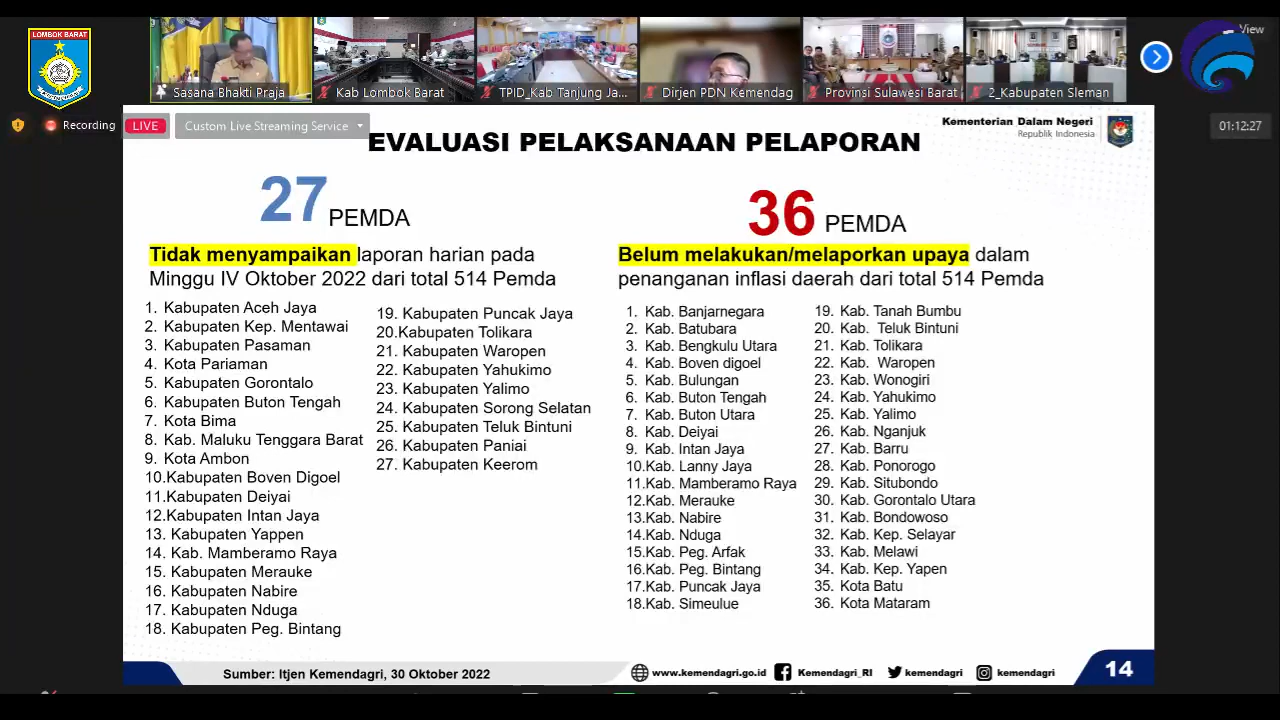 LOMBOK BARAT
Sasana Bhakti Praja
Kab Lombok Barat
TPID_Kab Tanjung Ja...
Dirjen PDN Kemendag
Provinsi Sulawesi Barat
2_Kabupaten Sleman
View
Recording
LIVE
Custom Live Streaming Service
01:12:27
Kementerian Dalam Negeri
Republik Indonesia
EVALUASI PELAKSANAAN PELAPORAN
27 PEMDA
Tidak menyampaikan laporan harian pada
Minggu IV Oktober 2022 dari total 514 Pemda
1. Kabupaten Aceh Jaya
2. Kabupaten Kep. Mentawai
3. Kabupaten Pasaman
4. Kota Pariaman
5. Kabupaten Gorontalo
6. Kabupaten Buton Tengah
7. Kota Bima
8. Kab. Maluku Tenggara Barat
9. Kota Ambon
10.Kabupaten Boven Digoel
11.Kabupaten Deiyai
12.Kabupaten Intan Jaya
13. Kabupaten Yappen
14. Kab. Mamberamo Raya
15. Kabupaten Merauke
16. Kabupaten Nabire
17. Kabupaten Nduga
18. Kabupaten Peg. Bintang
19. Kabupaten Puncak Jaya
20.Kabupaten Tolikara
21. Kabupaten Waropen
22. Kabupaten Yahukimo
23. Kabupaten Yalimo
24. Kabupaten Sorong Selatan
25. Kabupaten Teluk Bintuni
26. Kabupaten Paniai
27. Kabupaten Keerom
36 PEMDA
Belum melakukan/melaporkan upaya dalam
penanganan inflasi daerah dari total 514 Pemda
1. Kab. Banjarnegara
2. Kab. Batubara
3. Kab. Bengkulu Utara
4. Kab. Boven digoel
5. Kab. Bulungan
6. Kab. Buton Tengah
7. Kab. Buton Utara
8. Kab. Deiyai
9. Kab. Intan Jaya
10.Kab. Lanny Jaya
11.Kab. Mamberamo Raya
12.Kab. Merauke
13.Kab. Nabire
14.Kab. Nduga
15.Kab. Peg. Arfak
16.Kab. Peg. Bintang
17.Kab. Puncak Jaya
18.Kab. Simeulue
19. Kab. Tanah Bumbu
20. Kab. Teluk Bintuni
21. Kab. Tolikara
22. Kab. Waropen
23. Kab. Wonogiri
24. Kab. Yahukimo
25. Kab. Yalimo
26. Kab. Nganjuk
27. Kab. Barru
28. Kab. Ponorogo
29. Kab. Situbondo
30. Kab. Gorontalo Utara
31. Kab. Bondowoso
32. Kab. Kep. Selayar
33. Kab. Melawi
34. Kab. Kep. Yapen
35. Kota Batu
36. Kota Mataram
Sumber: Itjen Kemendagri, 30 Oktober 2022
www.kemendagri.go.id
Kemendagri_RI
kemendagri
kemendagri
14